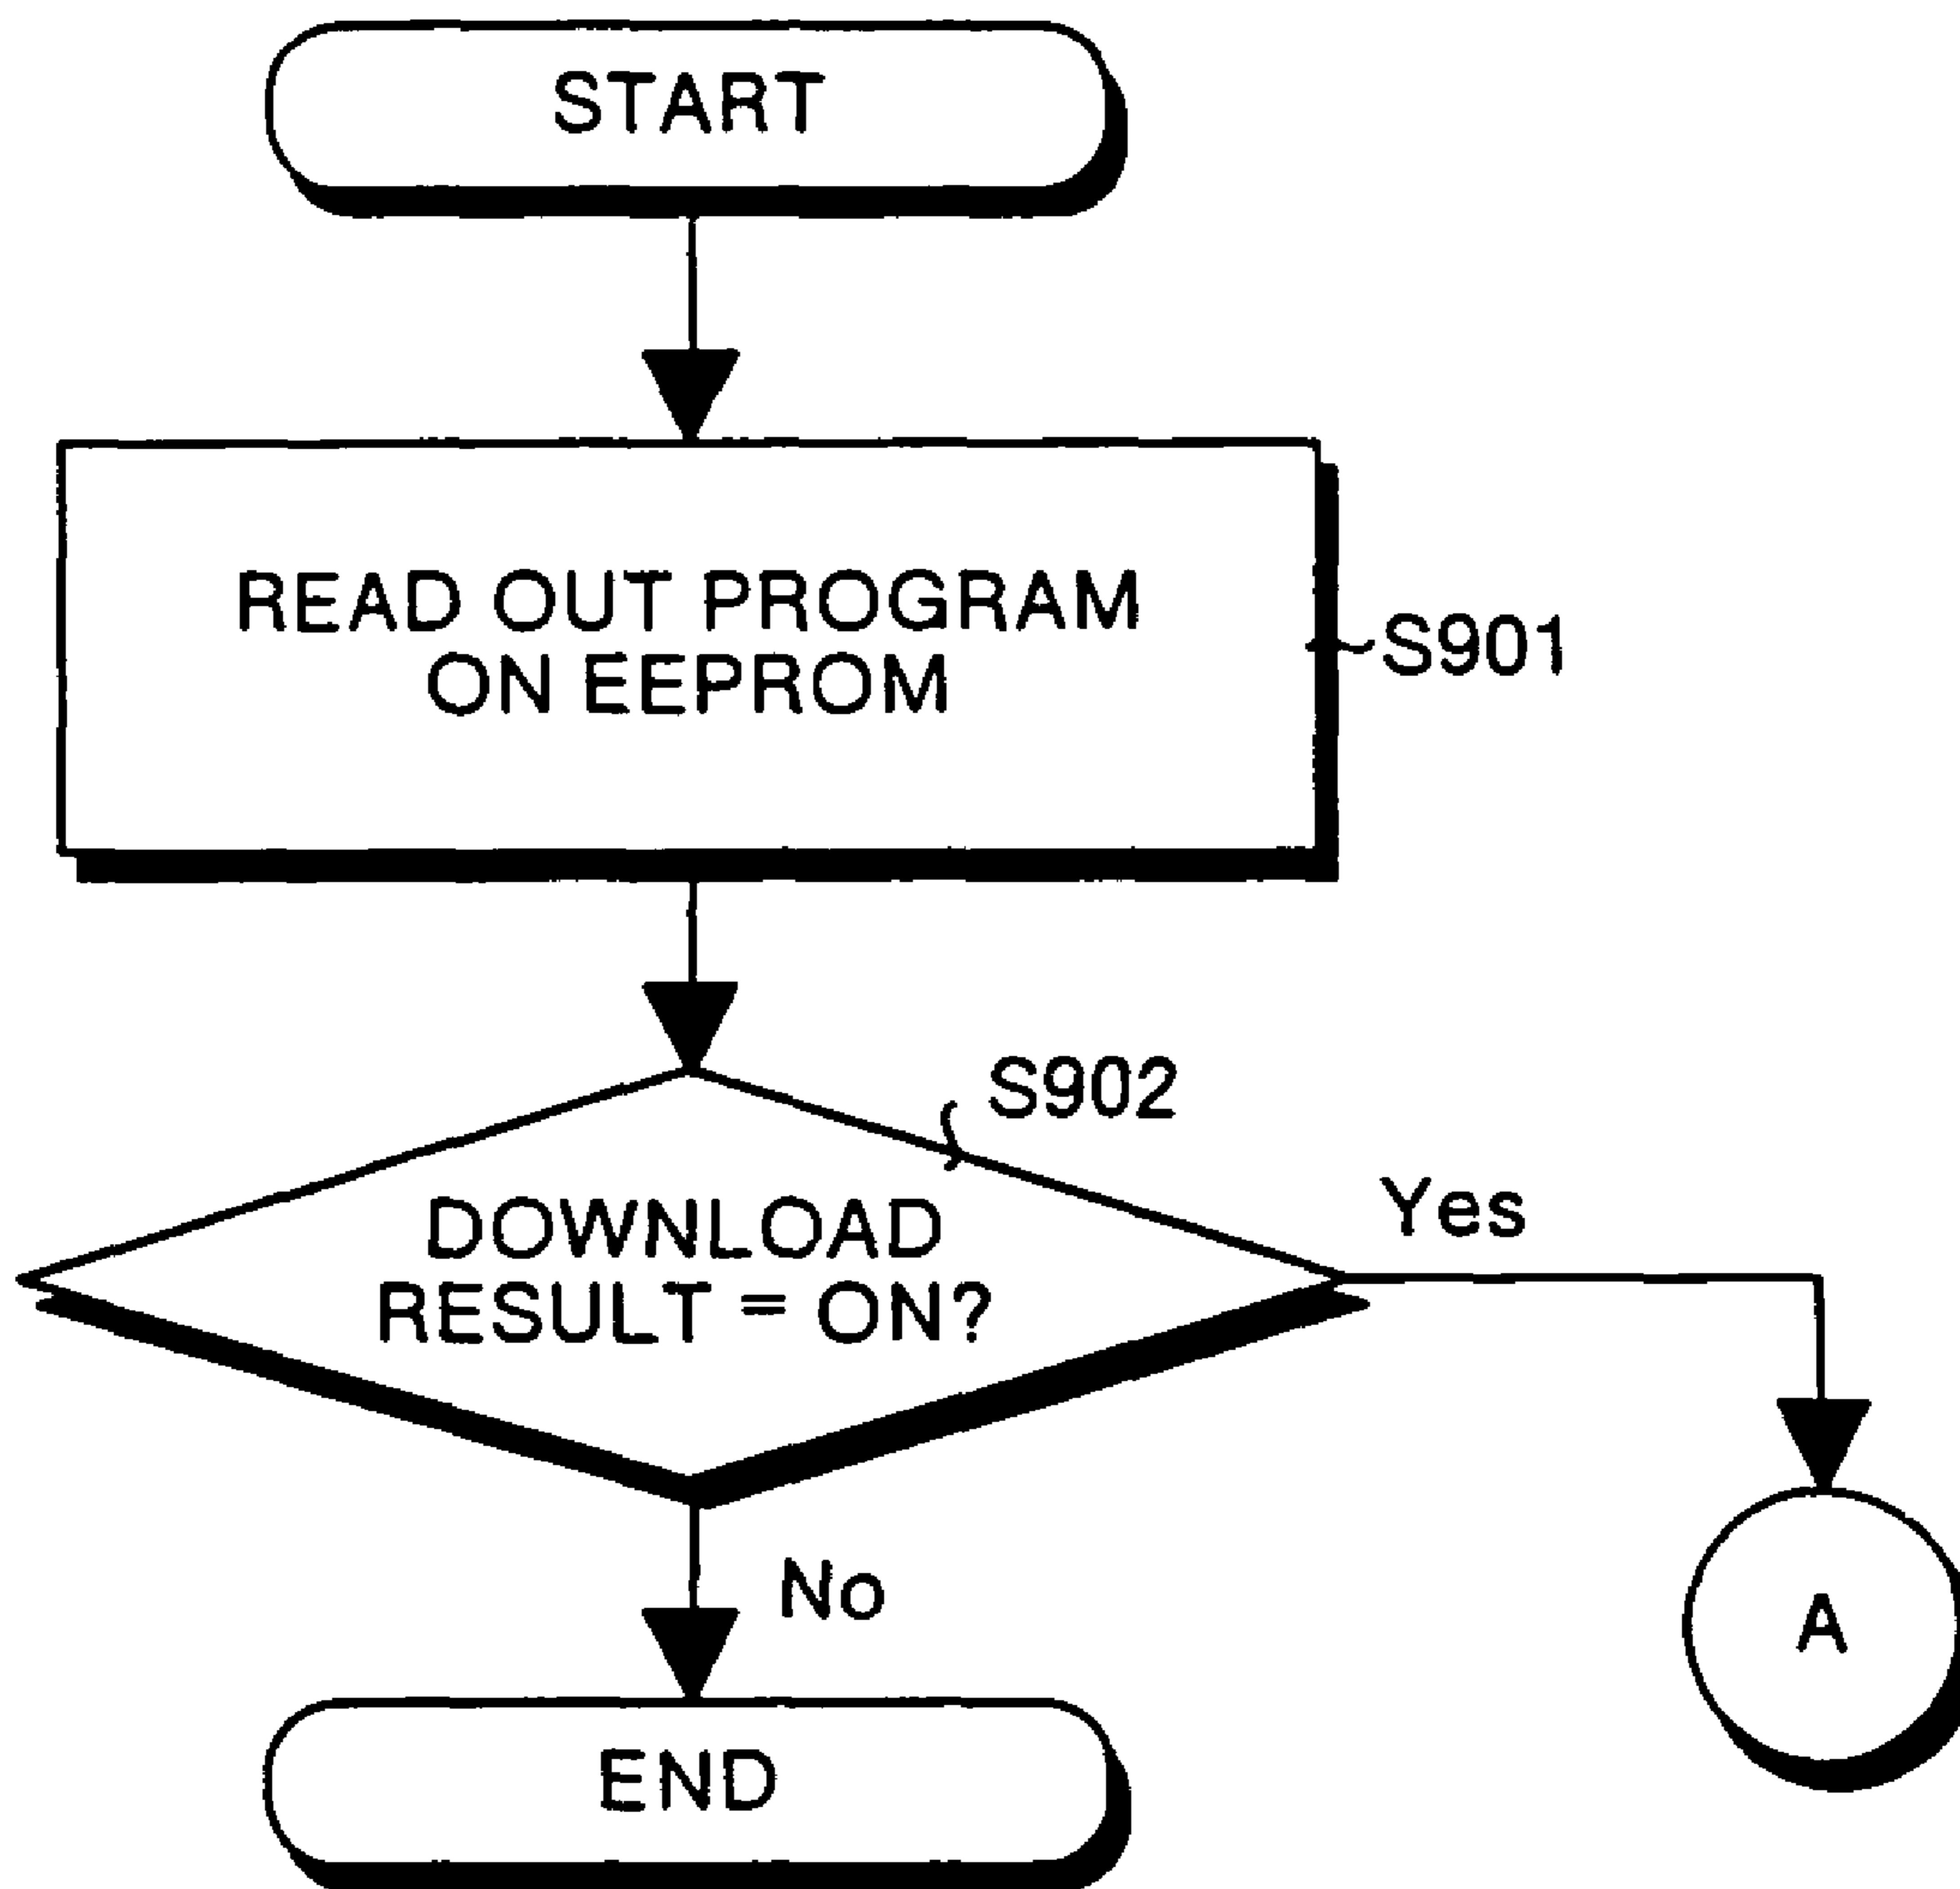 START
READ OUT PROGRAM
ON EEPROM
S901
S902
DOWNLOAD
RESULT = ON?
Yes
No
A
END